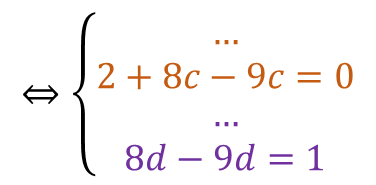 ...
⇔ { 2 + 8c − 9c = 0
...
8d − 9d = 1